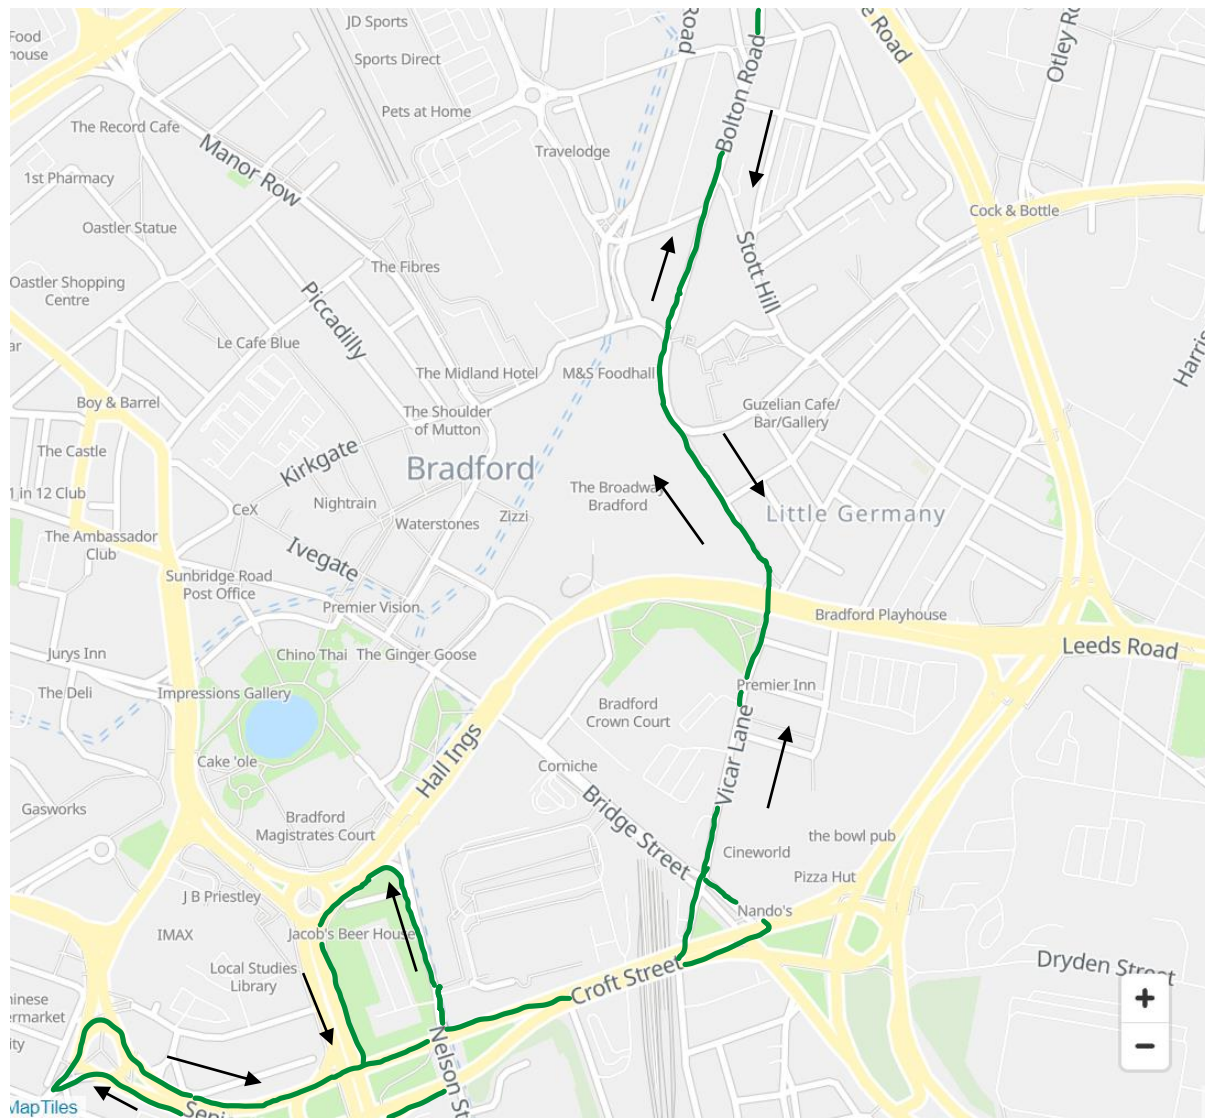 JD Sports
Food
house
Sports Direct
Road
Bolton Road
e Road
Otley Ro
Pets at Home
The Record Cafe
Manor Row
Travelodge
1st Pharmacy
Cock & Bottle
Oastler Statue
Stott Hill
The Fibres
Oastler Shopping
Centre
Piccadilly
Harris
ar
Le Cafe Blue
The Midland Hotel
M&S Foodhall
Boy & Barrel
The Shoulder
of Mutton
Guzelian Cafe/
Bar/Gallery
The Castle
Kirkgate
Bradford
1 in 12 Club
Nightrain
The Broadway
Bradford
CeX
Waterstones
Zizzi
Little Germany
The Ambassador
Club
Ivegate
Sunbridge Road
Post Office
Premier Vision
Bradford Playhouse
Jurys Inn
Chino Thai
The Ginger Goose
Leeds Road
The Deli
Impressions Gallery
Premier Inn
Bradford
Crown Court
Vicar Lane
Hall Ings
Cake 'ole
Corniche
Gasworks
Bradford
Magistrates Court
Bridge Street
the bowl pub
Cineworld
Pizza Hut
J B Priestley
Nando's
IMAX
Jacob's Beer House
Local Studies
Library
Croft Street
Dryden Street
hinese
ermarket
ity
+
Nelson St
−
MapTiles